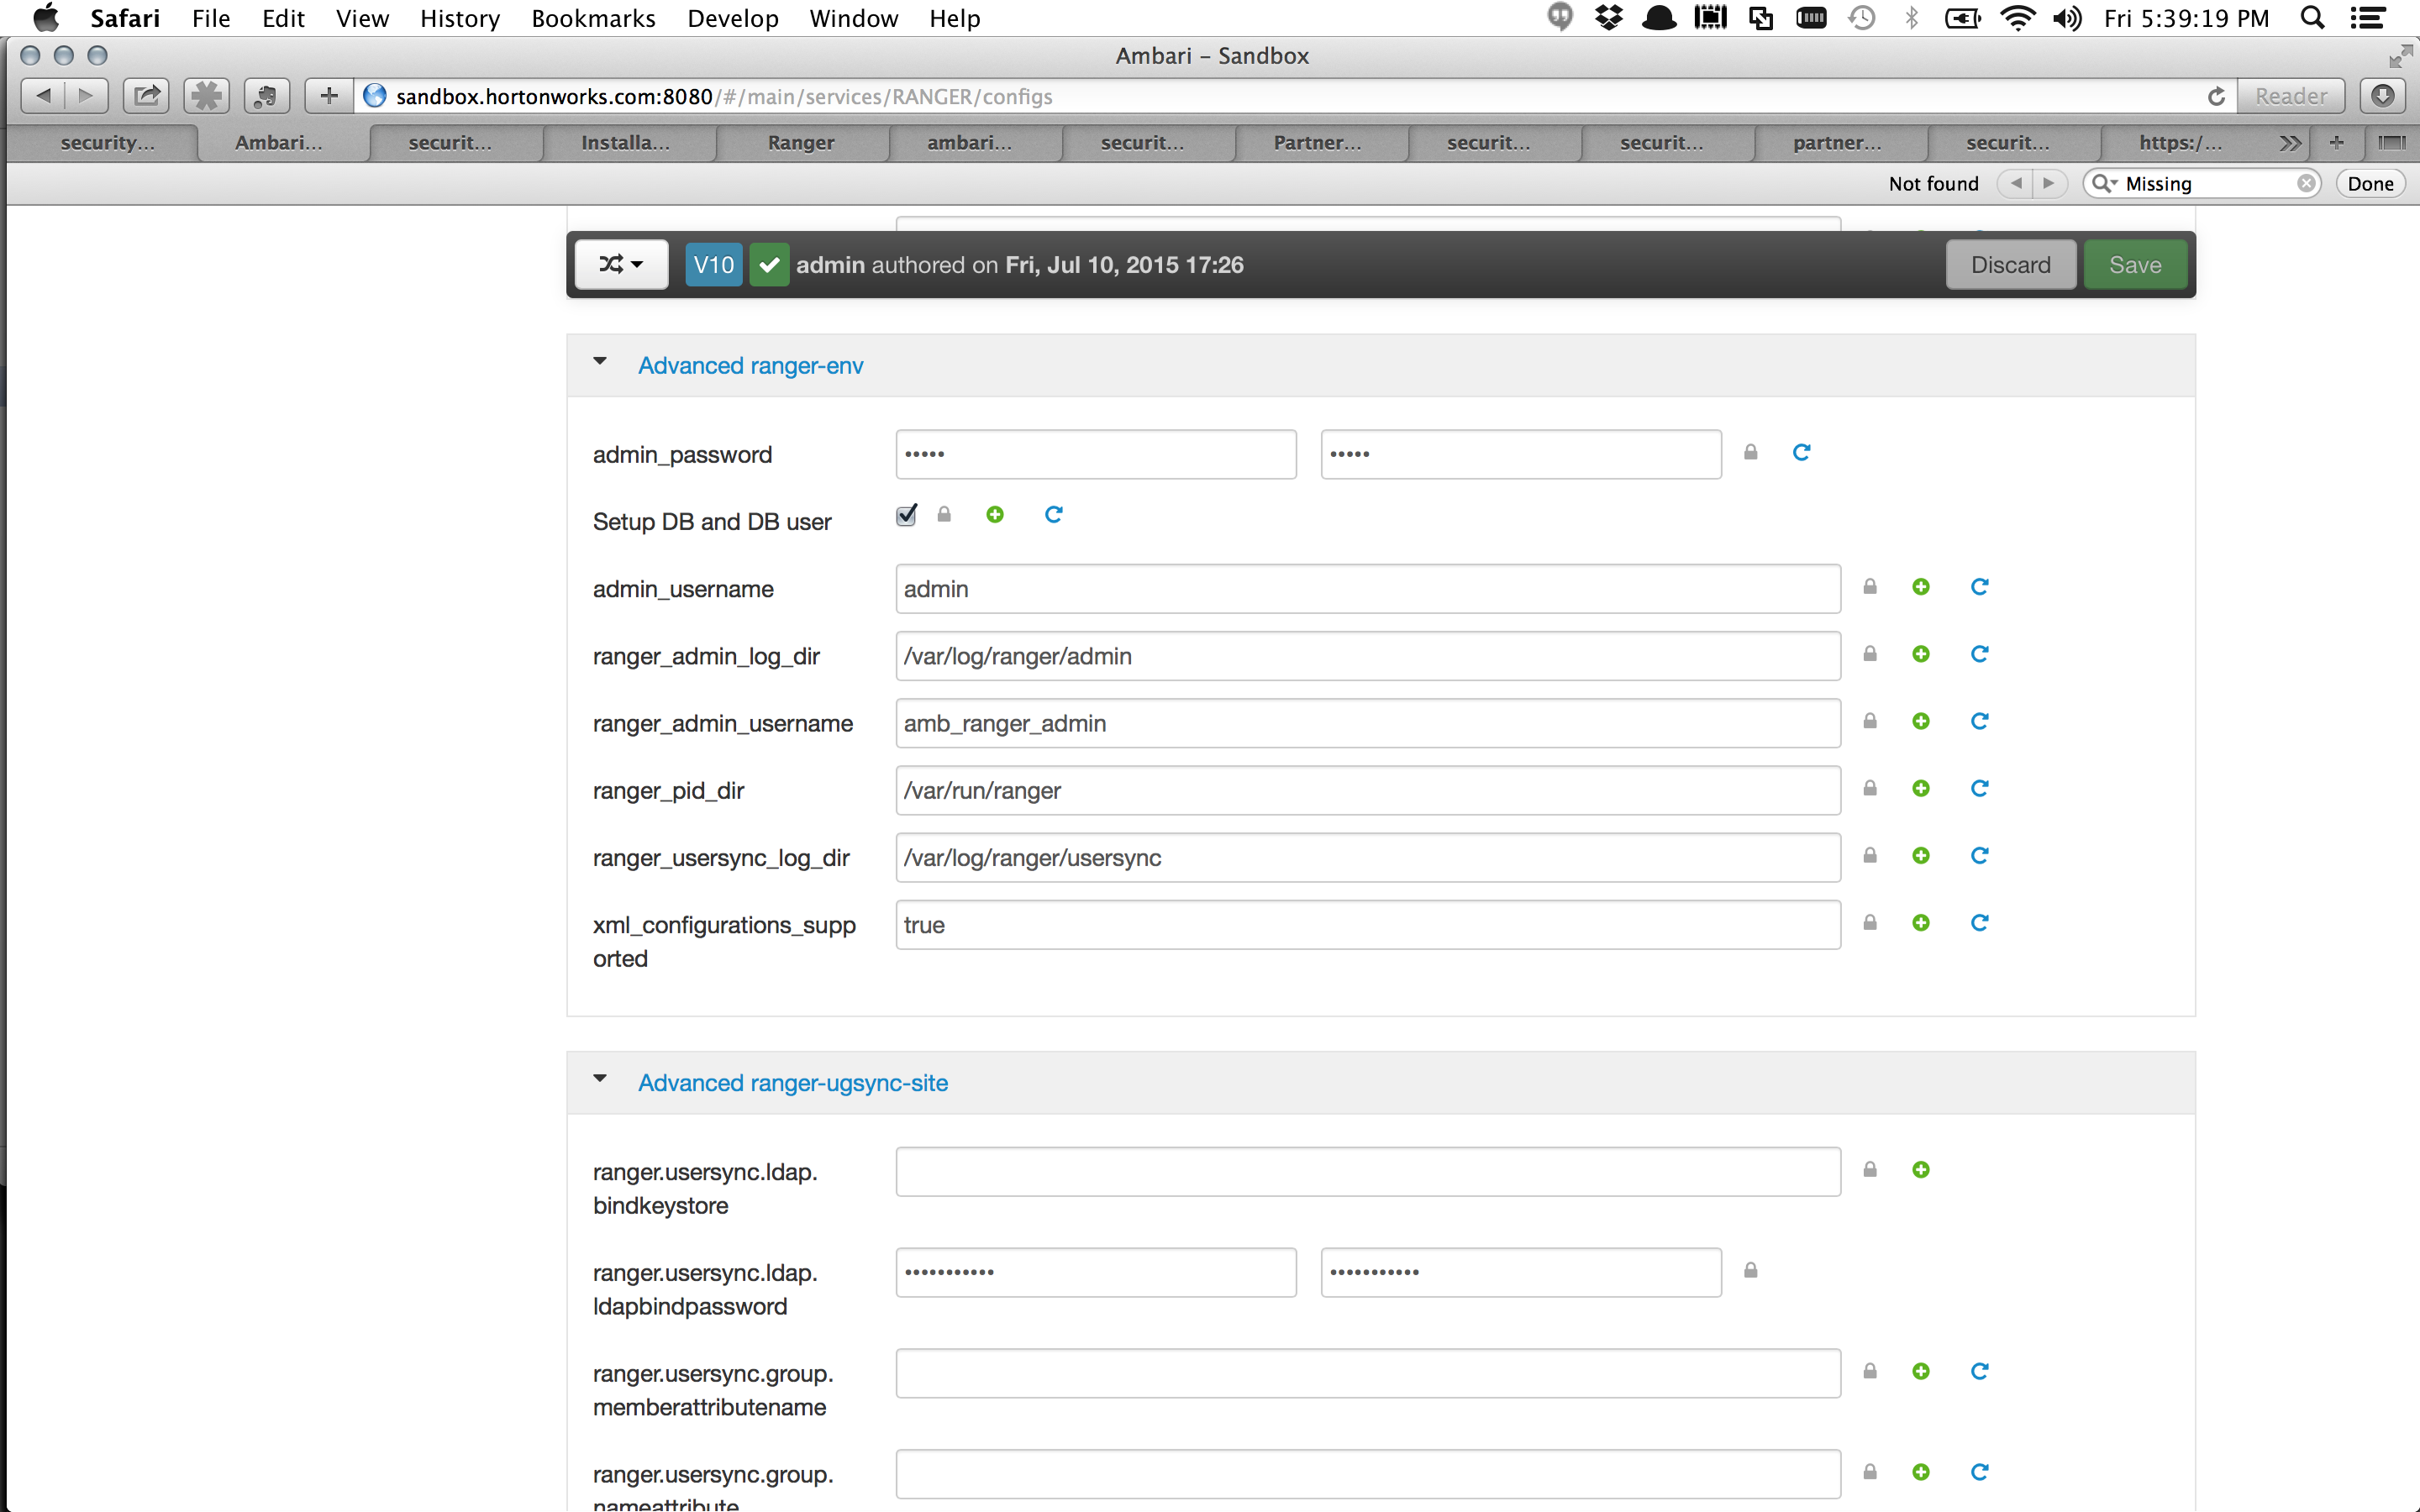 Safari File Edit View History Bookmarks Develop Window Help Fri 5:39:19 PM
Ambari – Sandbox
sandbox.hortonworks.com:8080/#/main/services/RANGER/configs Reader
security... Ambari... securit... Installa... Ranger ambari... securit... Partner... securit... securit... partner... securit... https:/...
Not found Missing Done
V10 admin authored on Fri, Jul 10, 2015 17:26 Discard Save
Advanced ranger-env
admin_password ••••• •••••
Setup DB and DB user
admin_username admin
ranger_admin_log_dir /var/log/ranger/admin
ranger_admin_username amb_ranger_admin
ranger_pid_dir /var/run/ranger
ranger_usersync_log_dir /var/log/ranger/usersync
xml_configurations_supp true
orted
Advanced ranger-ugsync-site
ranger.usersync.ldap.
bindkeystore
ranger.usersync.ldap. ••••••••••• •••••••••••
ldapbindpassword
ranger.usersync.group.
memberattributename
ranger.usersync.group.
nameattribute